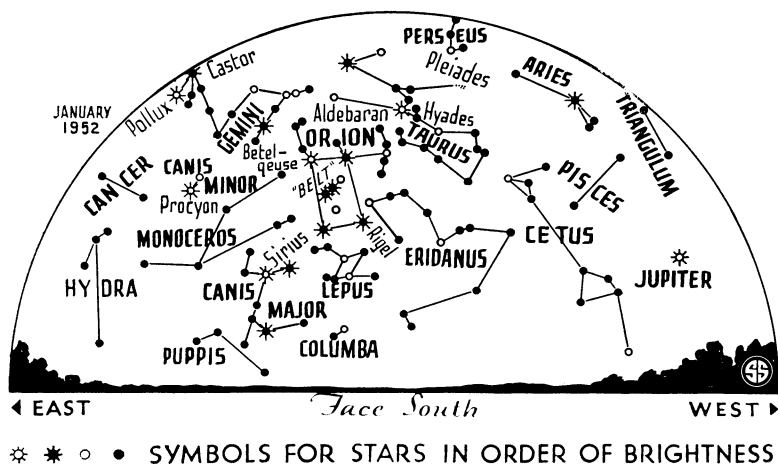 PERSEUS
Castor
Pleiades
ARIES
Pollux
JANUARY
1952
GEMINI
Aldebaran
Hyades
ORION
TAURUS
TRIANGULUM
Betel-
geuse
CANCER
CANIS
MINOR
"BELT"
PISCES
Procyon
MONOCEROS
Sirius
Rigel
ERIDANUS
CETUS
HYDRA
CANIS
LEPUS
JUPITER
MAJOR
PUPPIS
COLUMBA
SS
EAST
Face South
WEST
SYMBOLS FOR STARS IN ORDER OF BRIGHTNESS